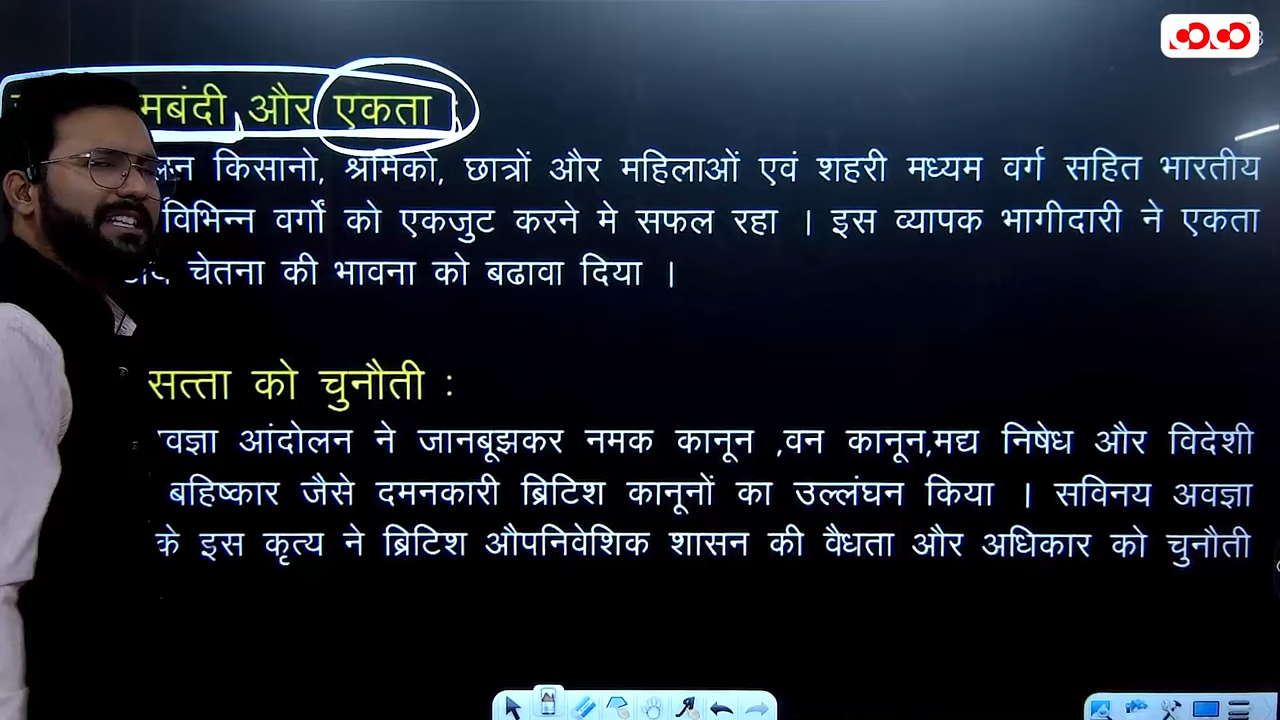 और एकता :
किसानो, श्रमिको, छात्रों और महिलाओं एवं शहरी मध्यम वर्ग सहित भारतीय
विभिन्न वर्गों को एकजुट करने मे सफल रहा । इस व्यापक भागीदारी ने एकता
चेतना की भावना को बढावा दिया ।
सत्ता को चुनौती :
आंदोलन ने जानबूझकर नमक कानून ,वन कानून,मद्य निषेध और विदेशी
बहिष्कार जैसे दमनकारी ब्रिटिश कानूनों का उल्लंघन किया । सविनय अवज्ञा
के इस कृत्य ने ब्रिटिश औपनिवेशिक शासन की वैधता और अधिकार को चुनौती